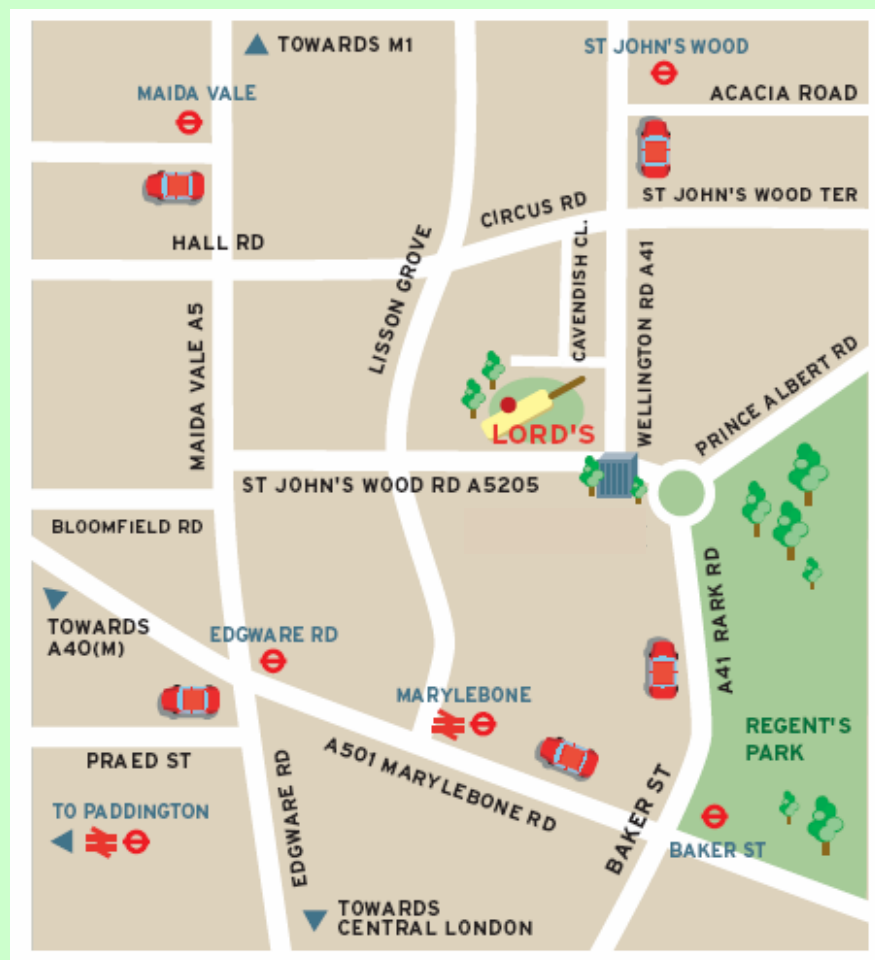 TOWARDS M1
ST JOHN'S WOOD
MAIDA VALE
ACACIA ROAD
ST JOHN'S WOOD TER
CIRCUS RD
HALL RD
CAVENDISH CL.
LISSON GROVE
WELLINGTON RD A41
MAIDA VALE A5
PRINCE ALBERT RD
LORD'S
ST JOHN'S WOOD RD A5205
BLOOMFIELD RD
A41 RARK RD
TOWARDS
A40(M)
EDGWARE RD
MARYLEBONE
REGENT'S
PARK
PRAED ST
A501 MARYLEBONE RD
EDGWARE RD
BAKER ST
TO PADDINGTON
BAKER ST
TOWARDS
CENTRAL LONDON